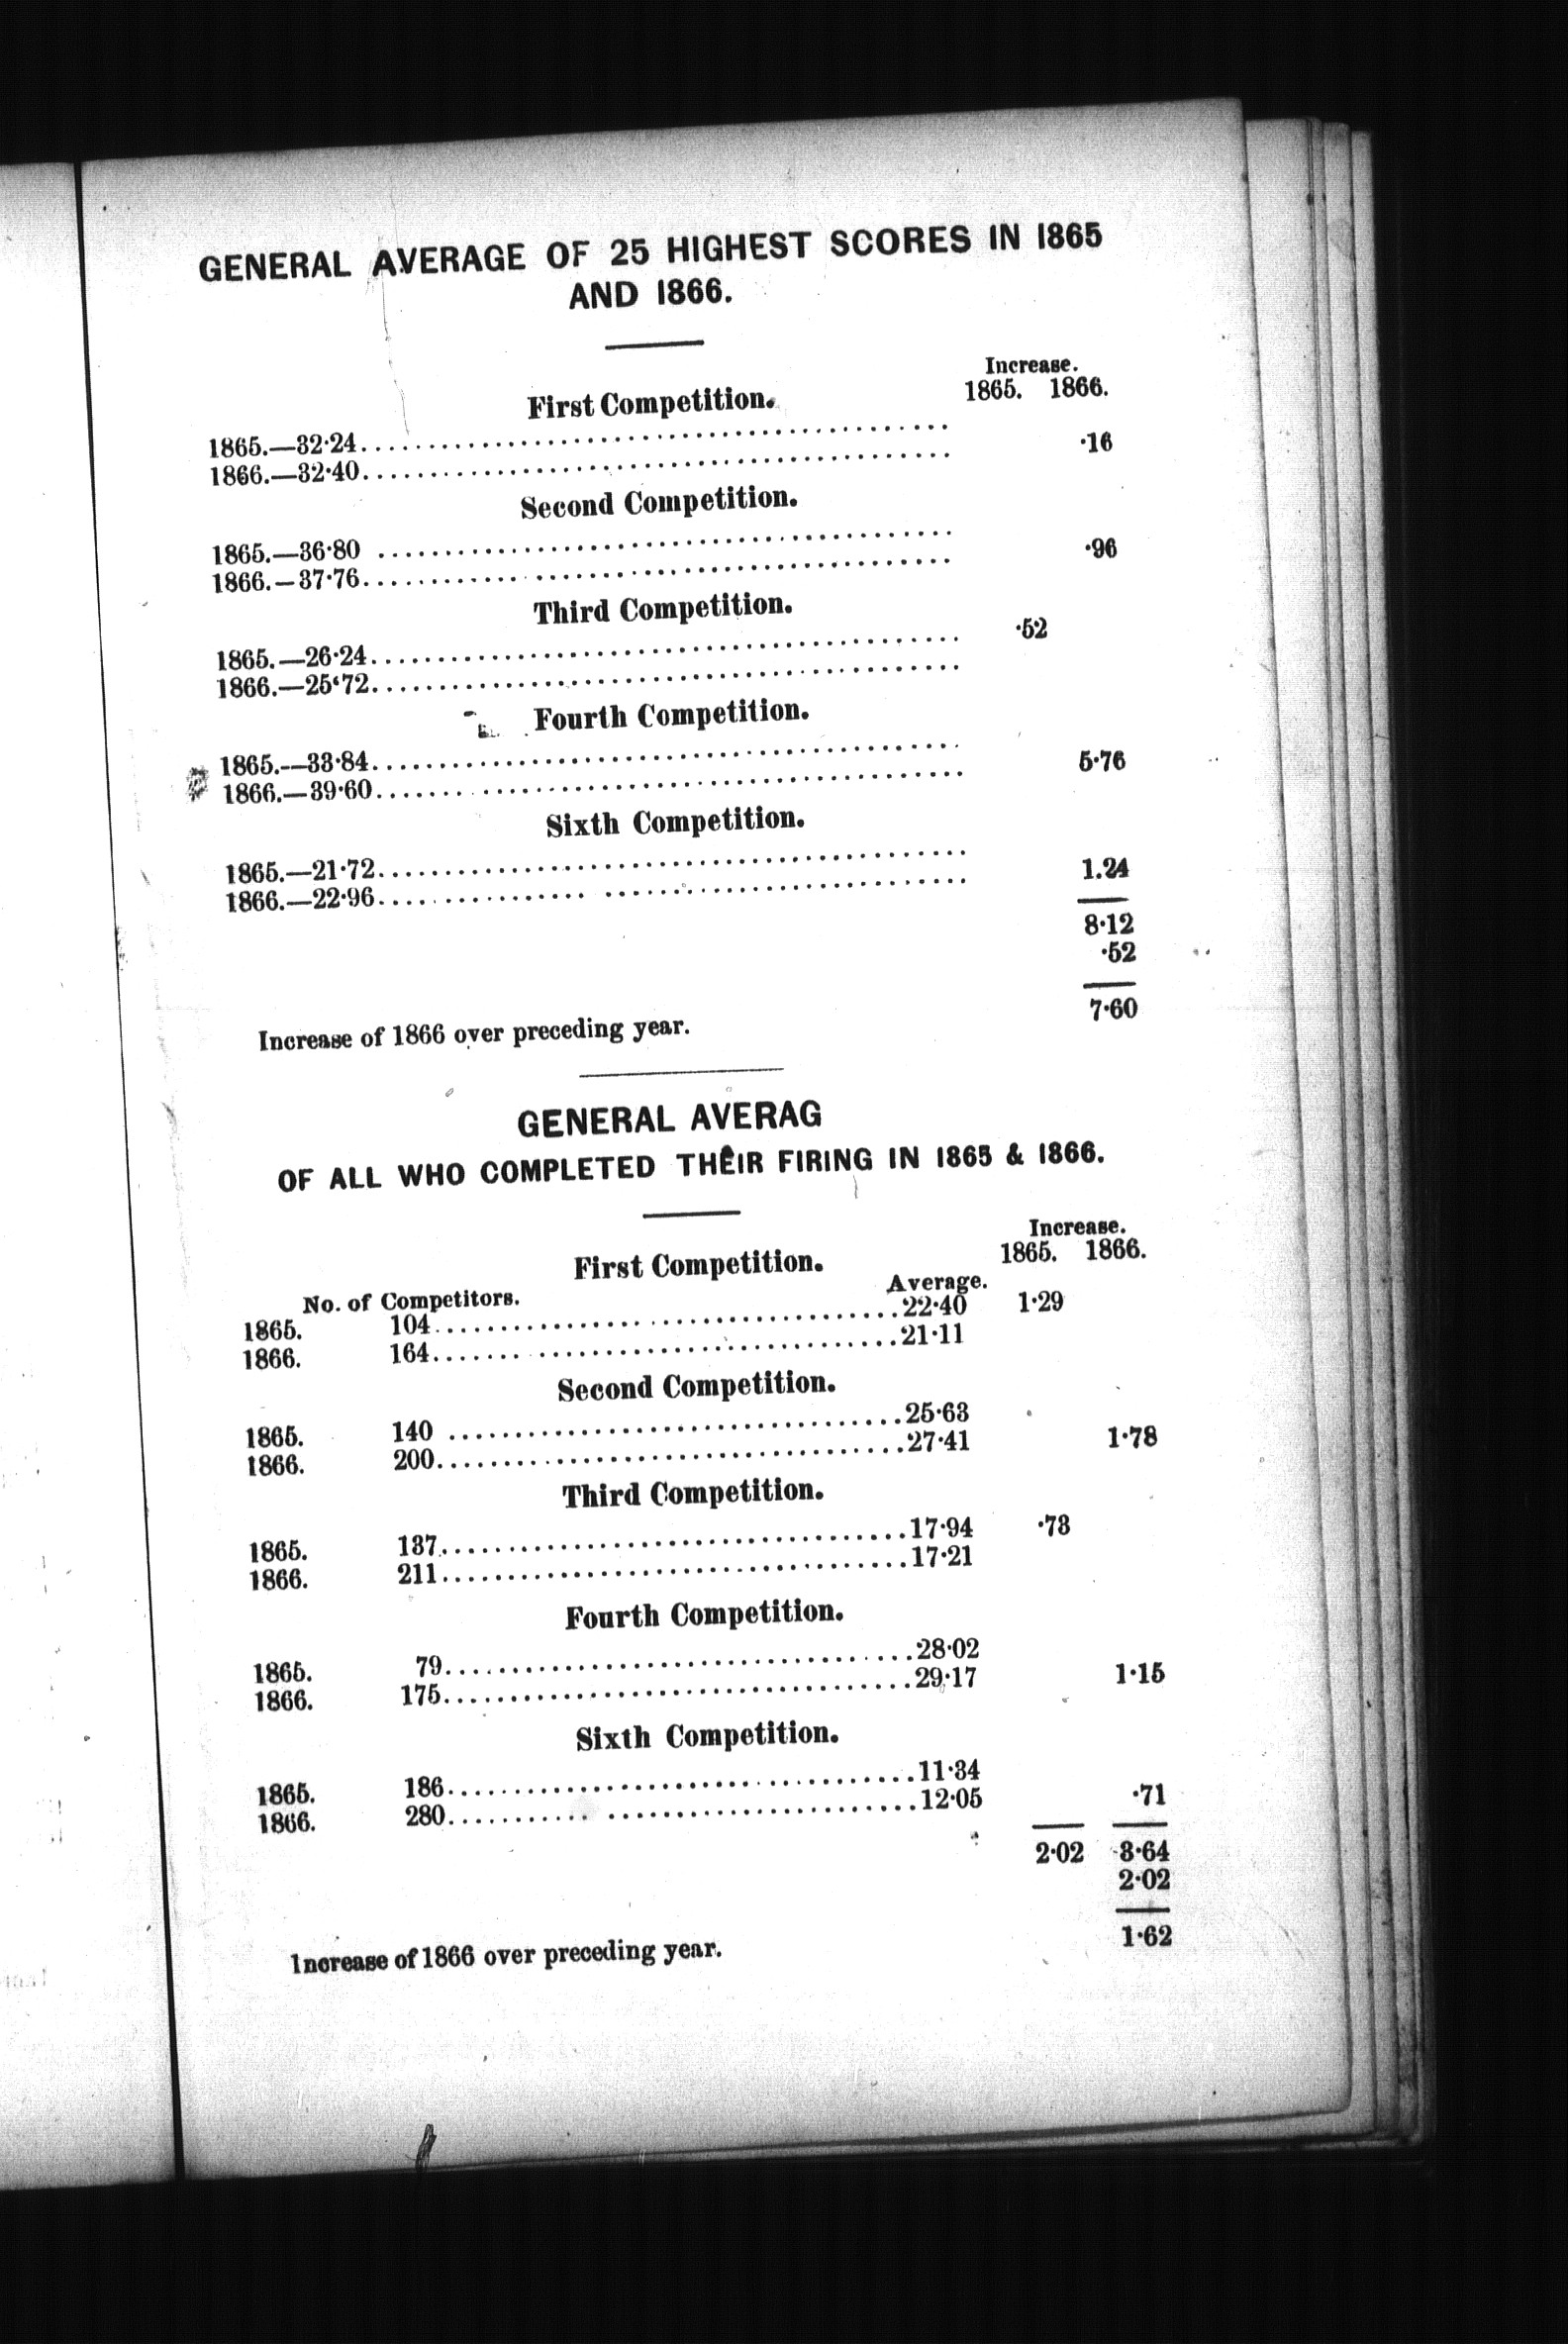 GENERAL AVERAGE OF 25 HIGHEST SCORES IN 1865
AND 1866.
Increase.
First Competition. 1865. 1866.
1865.—32·24
1866.—32·40 ·16
Second Competition.
1865.—36·80
1866.—37·76 ·96
Third Competition.
1865.—26·24 ·52
1866.—25‘72
Fourth Competition.
1865.—33·84
1866.—39·60 5·76
Sixth Competition.
1865.—21·72
1866.—22·96 1.24
8·12
·52
Increase of 1866 over preceding year. 7·60
GENERAL AVERAG
OF ALL WHO COMPLETED THEIR FIRING IN 1865 & 1866.
Increase.
First Competition. 1865. 1866.
No. of Competitors. Average.
1865. 104 22·40 1·29
1866. 164 21·11
Second Competition.
1865. 140 25·63
1866. 200 27·41 1·78
Third Competition.
1865. 137 17·94 ·73
1866. 211 17·21
Fourth Competition.
1865. 79 28·02
1866. 175 29·17 1·15
Sixth Competition.
1865. 186 11·34
1866. 280 12·05 ·71
2·02 3·64
2·02
Increase of 1866 over preceding year. 1·62